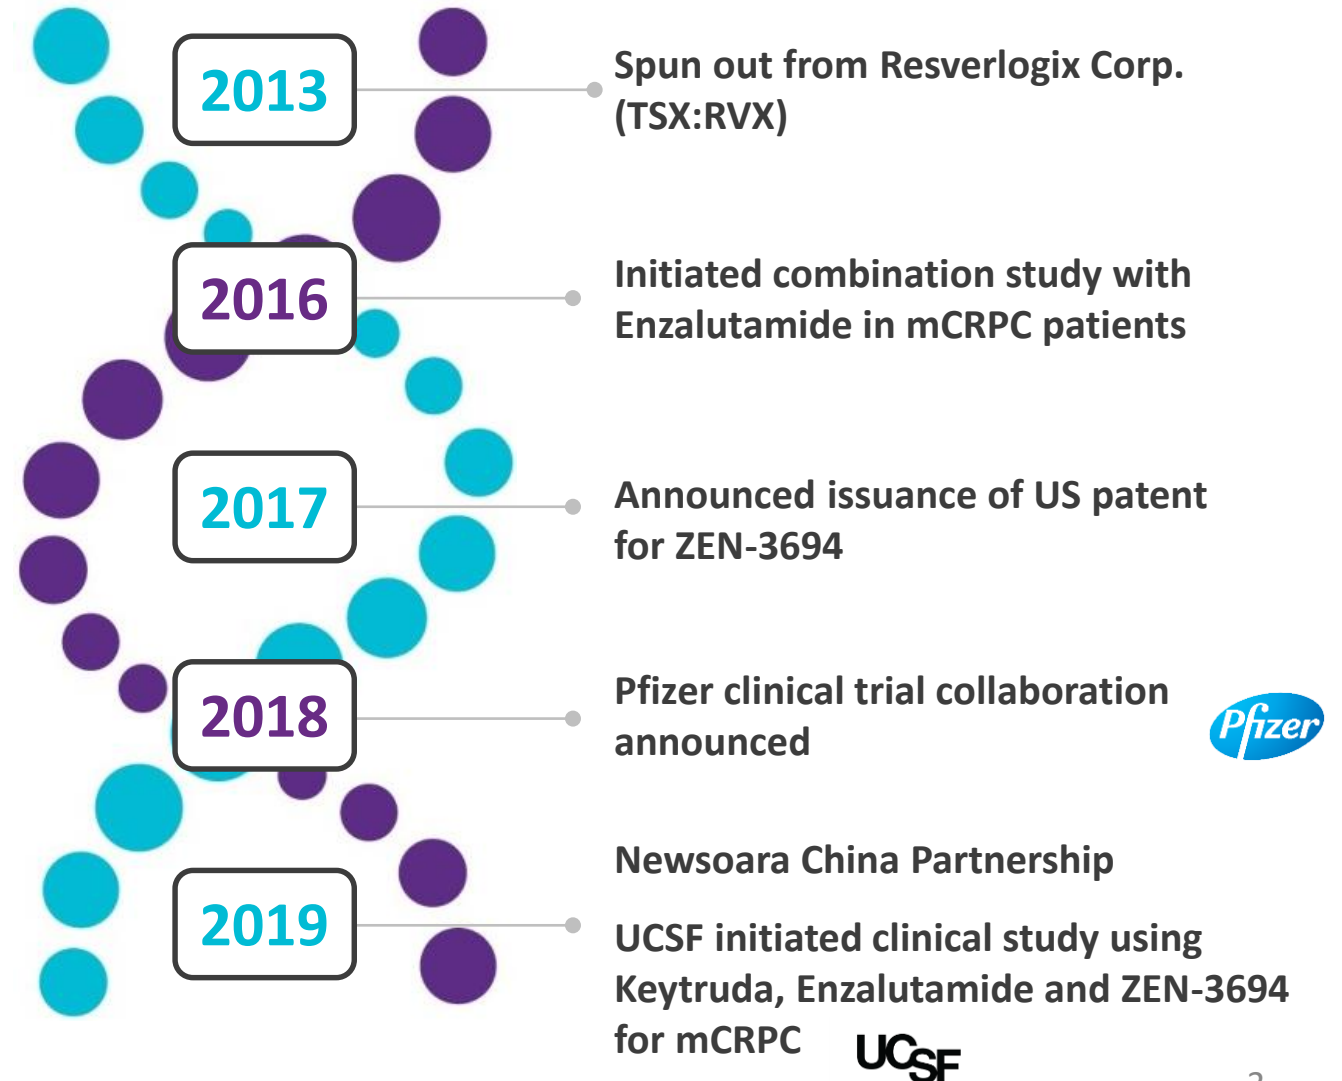 2013
Spun out from Resverlogix Corp.
(TSX:RVX)
2016
Initiated combination study with
Enzalutamide in mCRPC patients
2017
Announced issuance of US patent
for ZEN-3694
2018
Pfizer clinical trial collaboration
announced
Pfizer
2019
Newsoara China Partnership
UCSF initiated clinical study using
Keytruda, Enzalutamide and ZEN-3694
for mCRPC
UCSF